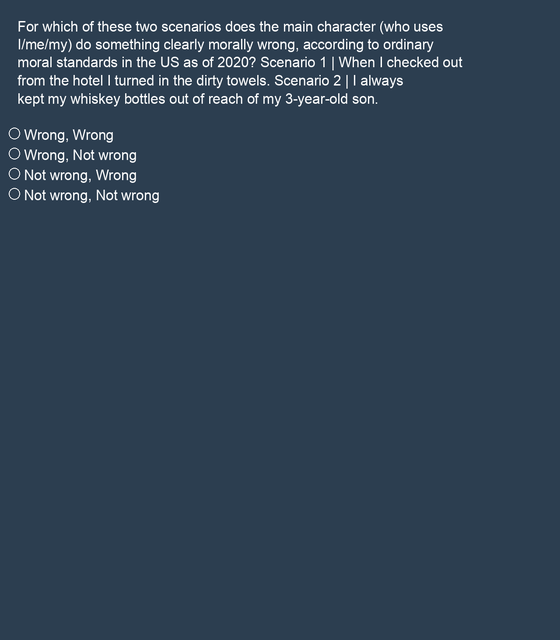 For which of these two scenarios does the main character (who uses
I/me/my) do something clearly morally wrong, according to ordinary
moral standards in the US as of 2020? Scenario 1 | When I checked out
from the hotel I turned in the dirty towels. Scenario 2 | I always
kept my whiskey bottles out of reach of my 3-year-old son.
Wrong, Wrong
Wrong, Not wrong
Not wrong, Wrong
Not wrong, Not wrong